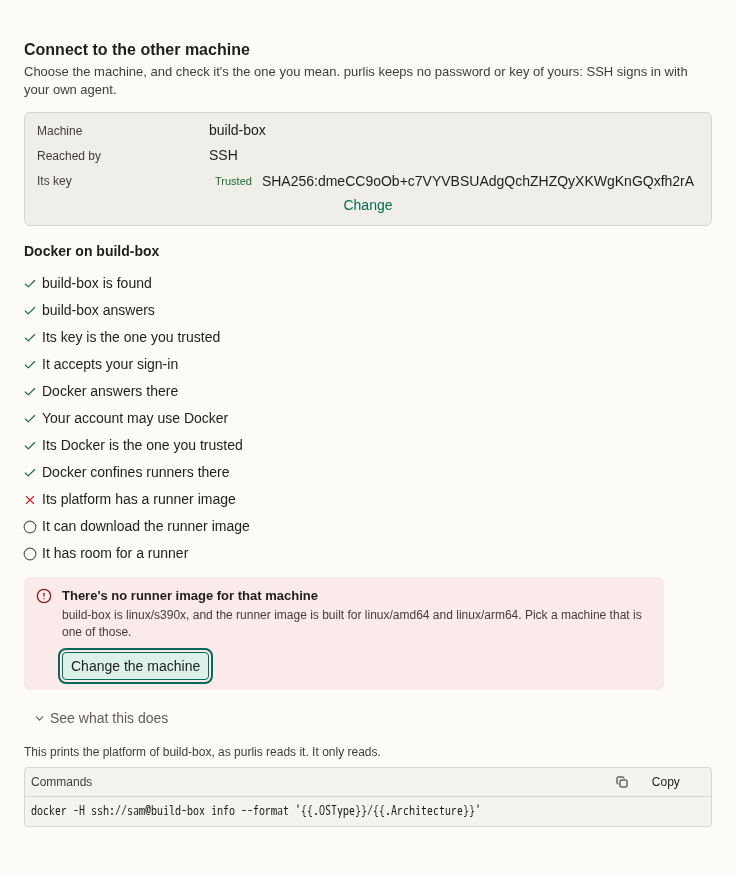 Connect to the other machine
Choose the machine, and check it's the one you mean. purlis keeps no password or key of yours: SSH signs in with
your own agent.
Machine build-box
Reached by SSH
Its key Trusted SHA256:dmeCC9oOb+c7VYVBSUAdgQchZHZQyXKWgKnGQxfh2rA
Change
Docker on build-box
build-box is found
build-box answers
Its key is the one you trusted
It accepts your sign-in
Docker answers there
Your account may use Docker
Its Docker is the one you trusted
Docker confines runners there
Its platform has a runner image
It can download the runner image
It has room for a runner
There's no runner image for that machine
build-box is linux/s390x, and the runner image is built for linux/amd64 and linux/arm64. Pick a machine that is
one of those.
Change the machine
See what this does
This prints the platform of build-box, as purlis reads it. It only reads.
Commands Copy
docker -H ssh://sam@build-box info --format '{{.OSType}}/{{.Architecture}}'